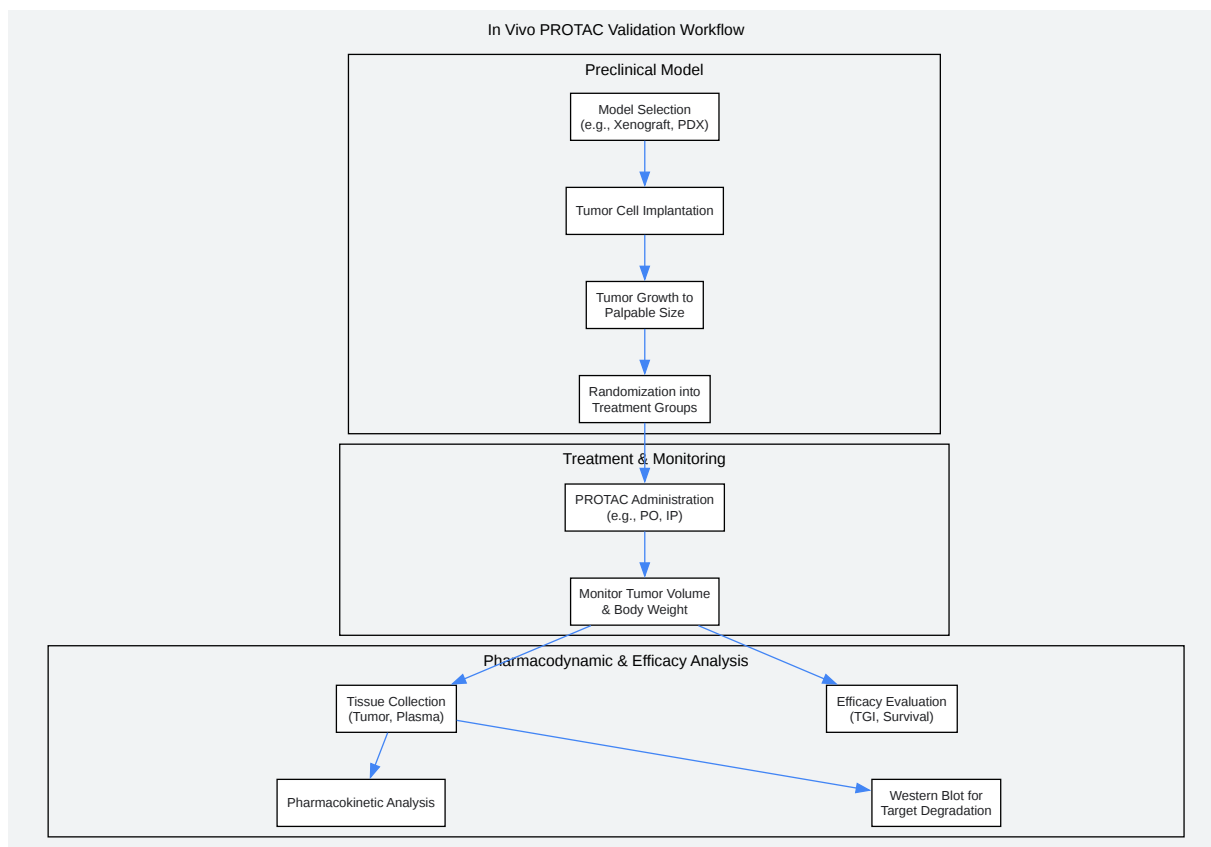 In Vivo PROTAC Validation Workflow
Preclinical Model
Model Selection
(e.g., Xenograft, PDX)
Tumor Cell Implantation
Tumor Growth to
Palpable Size
Randomization into
Treatment Groups
Treatment & Monitoring
PROTAC Administration
(e.g., PO, IP)
Monitor Tumor Volume
& Body Weight
Pharmacodynamic & Efficacy Analysis
Tissue Collection
(Tumor, Plasma)
Efficacy Evaluation
(TGI, Survival)
Pharmacokinetic Analysis
Western Blot for
Target Degradation